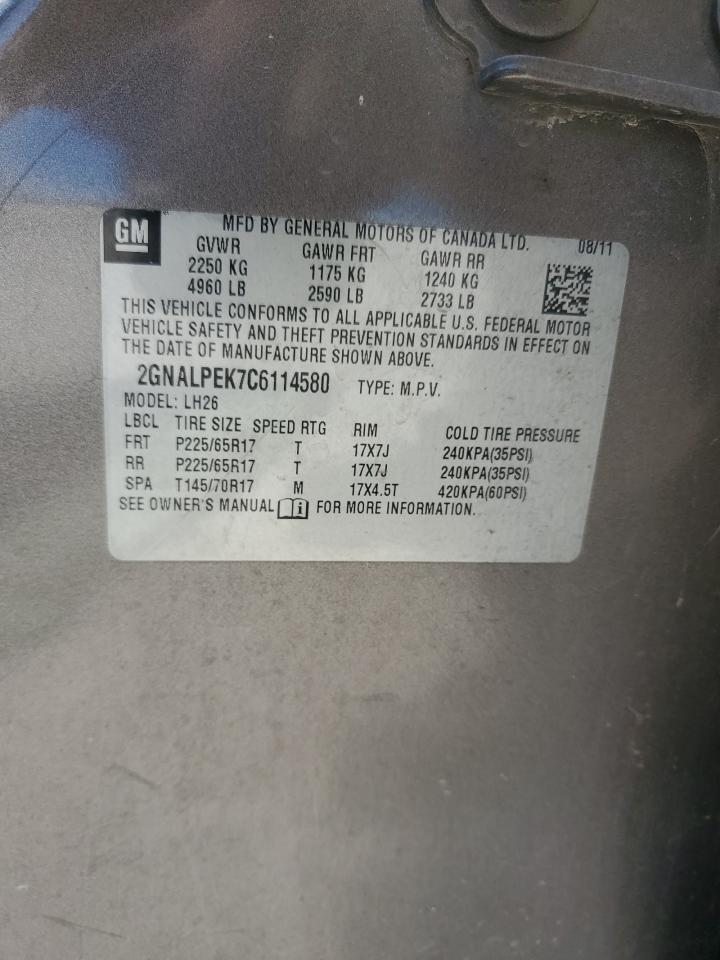 GM
MFD BY GENERAL MOTORS OF CANADA LTD. 08/11
GVWR GAWR FRT GAWR RR
2250 KG 1175 KG 1240 KG
4960 LB 2590 LB 2733 LB
THIS VEHICLE CONFORMS TO ALL APPLICABLE U.S. FEDERAL MOTOR
VEHICLE SAFETY AND THEFT PREVENTION STANDARDS IN EFFECT ON
THE DATE OF MANUFACTURE SHOWN ABOVE.
2GNALPEK7C6114580 TYPE: M.P.V.
MODEL: LH26
LBCL TIRE SIZE SPEED RTG RIM COLD TIRE PRESSURE
FRT P225/65R17 T 17X7J 240KPA(35PSI)
RR P225/65R17 T 17X7J 240KPA(35PSI)
SPA T145/70R17 M 17X4.5T 420KPA(60PSI)
SEE OWNER'S MANUAL i FOR MORE INFORMATION.